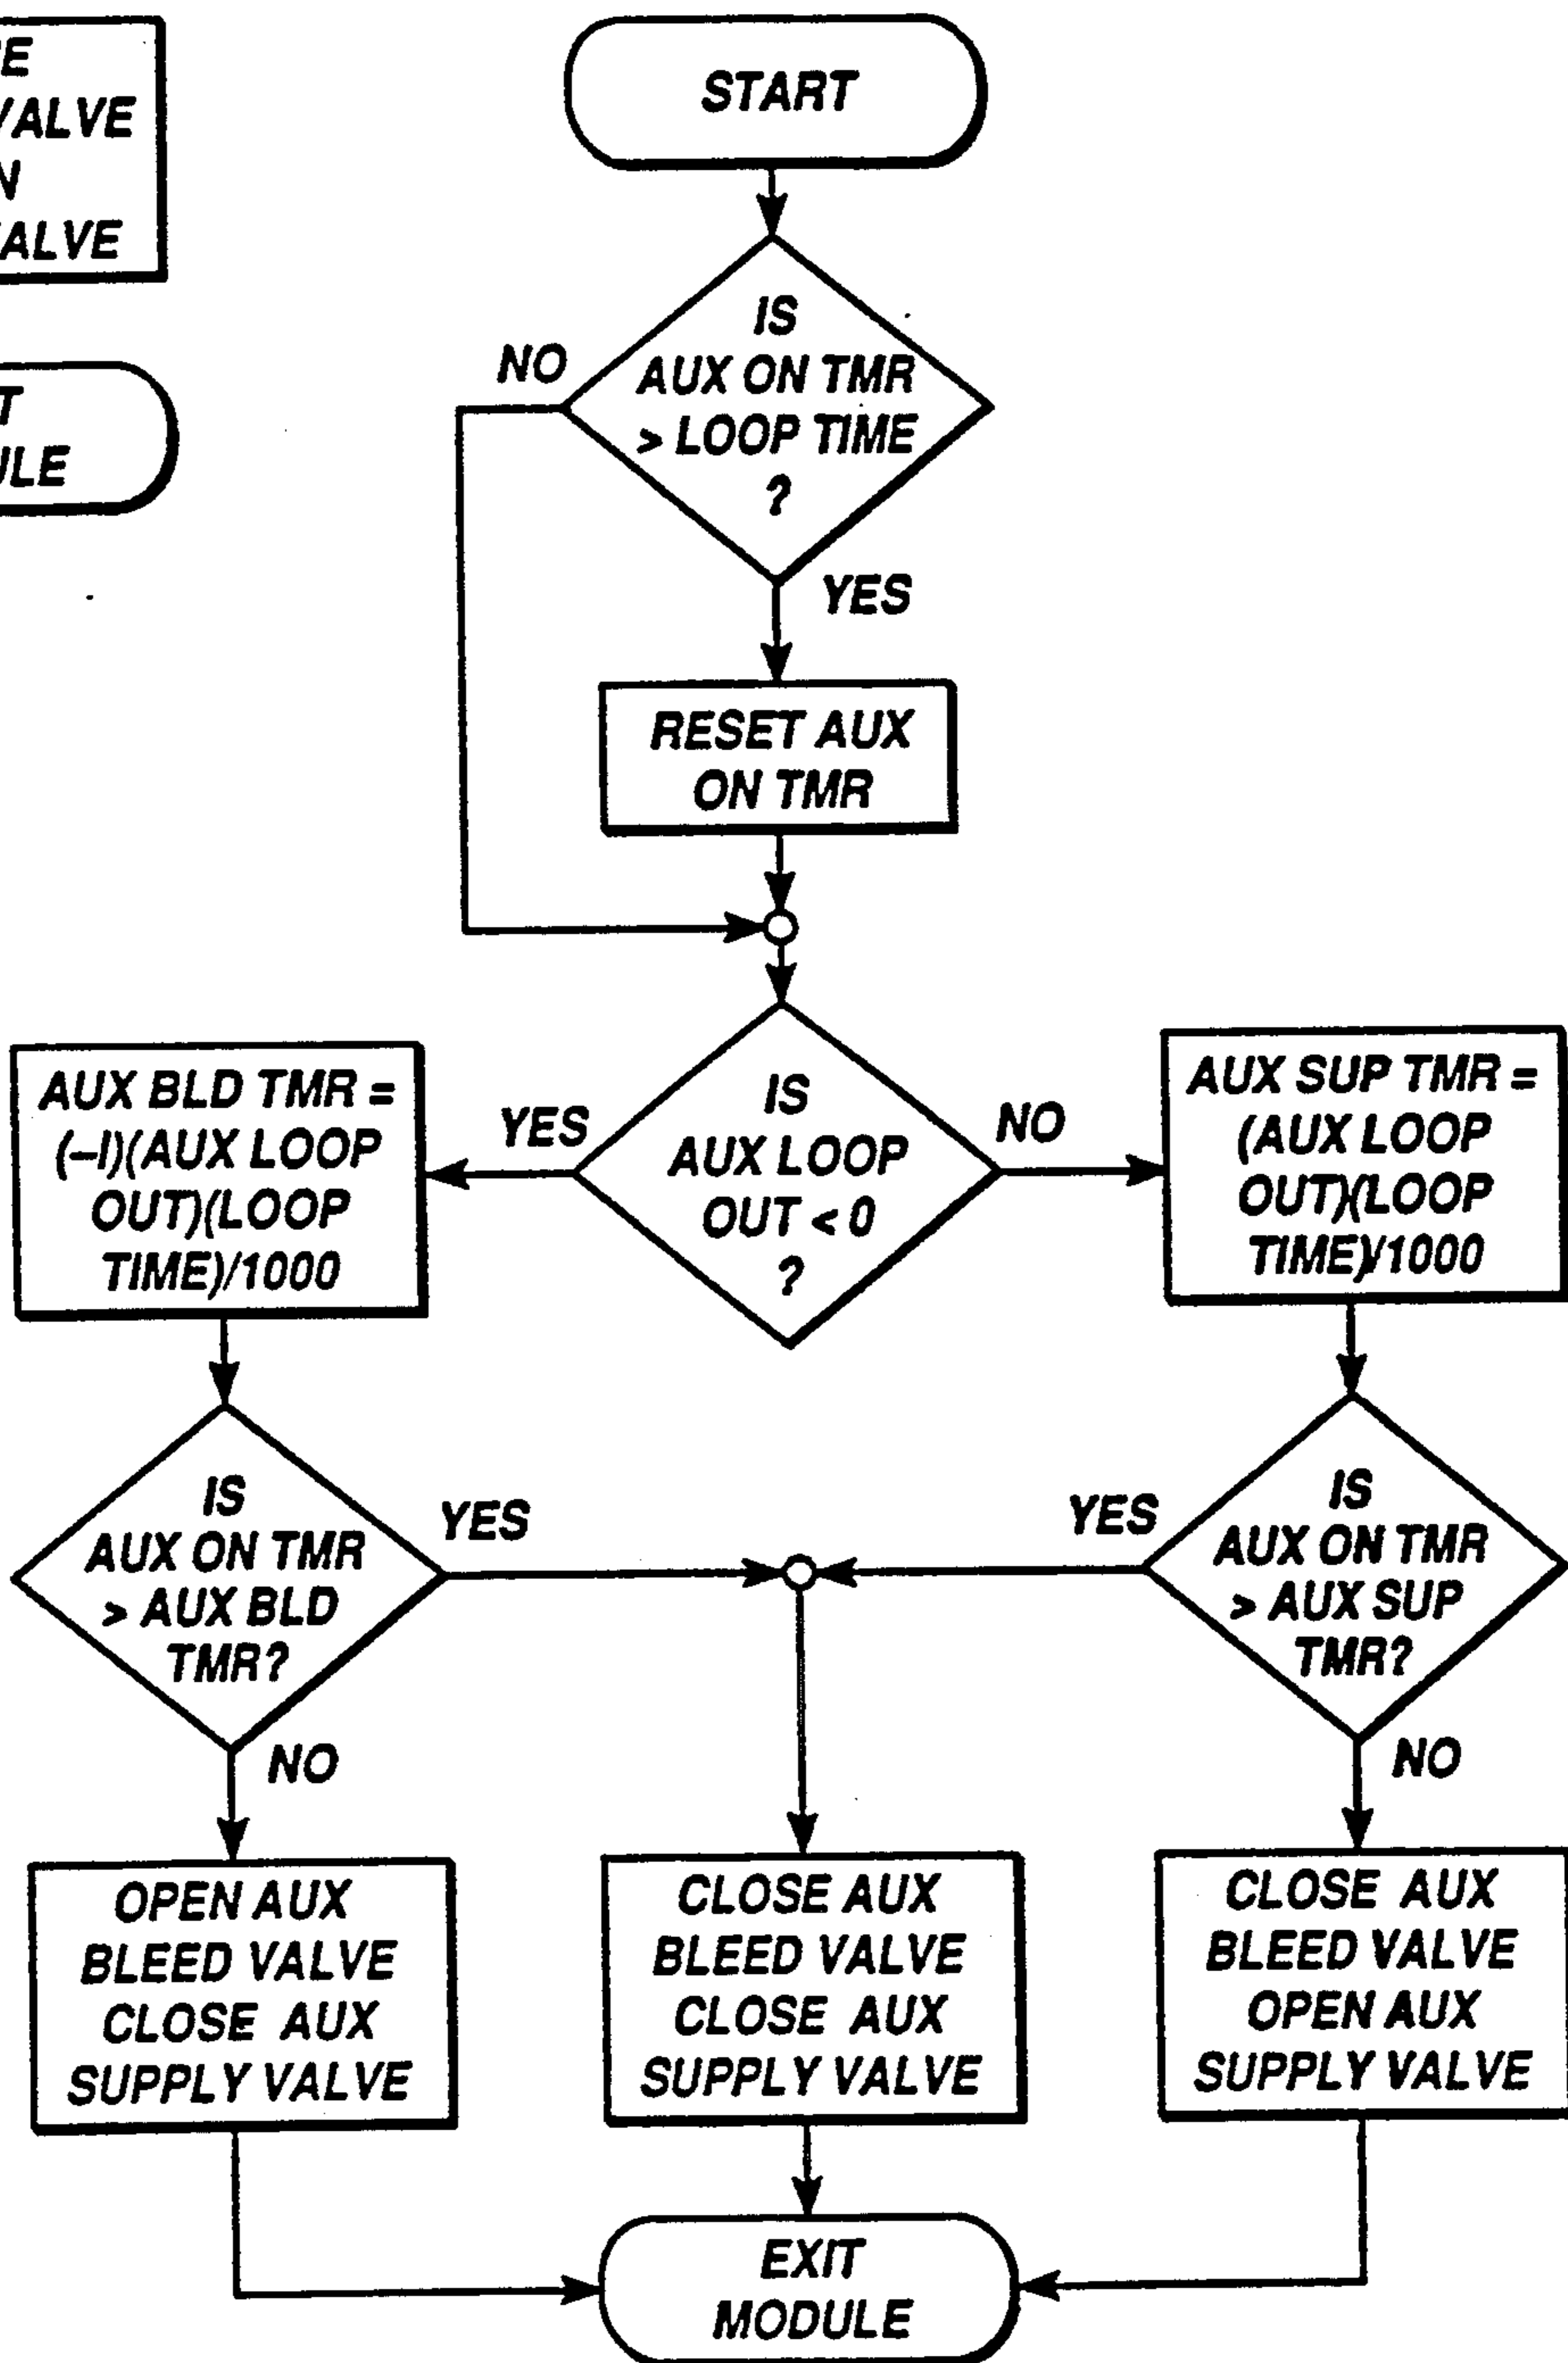 E
VALVE
N
VALVE
T
ULE
START
IS
AUX ON TMR
> LOOP TIME
?
NO
YES
RESET AUX
ON TMR
IS
AUX LOOP
OUT < 0
?
YES
NO
AUX BLD TMR =
(–I)(AUX LOOP
OUT)(LOOP
TIME)/1000
AUX SUP TMR =
(AUX LOOP
OUT)(LOOP
TIME)/1000
IS
AUX ON TMR
> AUX BLD
TMR?
YES
NO
IS
AUX ON TMR
> AUX SUP
TMR?
YES
NO
OPEN AUX
BLEED VALVE
CLOSE AUX
SUPPLY VALVE
CLOSE AUX
BLEED VALVE
CLOSE AUX
SUPPLY VALVE
CLOSE AUX
BLEED VALVE
OPEN AUX
SUPPLY VALVE
EXIT
MODULE